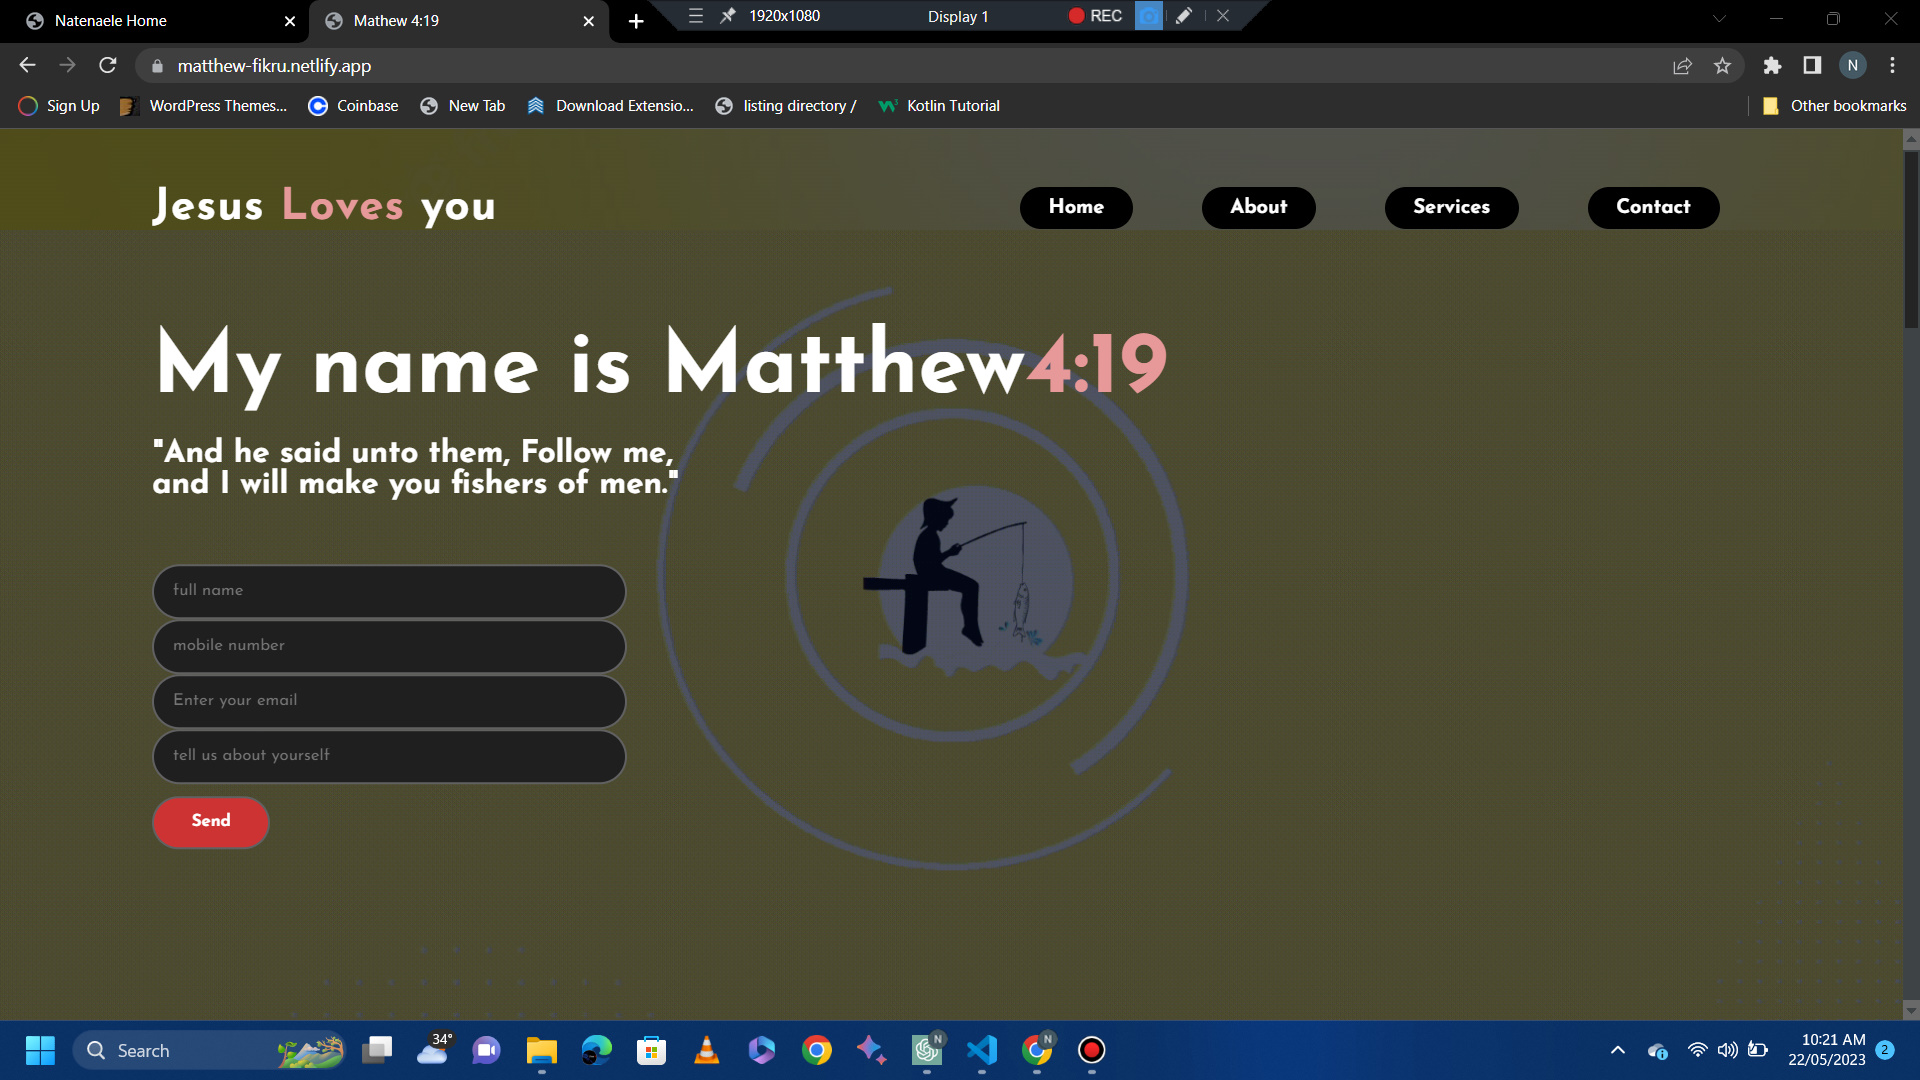 Natenaele Home
Mathew 4:19
1920x1080
Display 1
REC
matthew-fikru.netlify.app
N
Sign Up
WordPress Themes...
Coinbase
New Tab
Download Extensio...
listing directory /
Kotlin Tutorial
Other bookmarks
Jesus Loves you
Home
About
Services
Contact
My name is Matthew4:19
"And he said unto them, Follow me,
and I will make you fishers of men."
full name
mobile number
Enter your email
tell us about yourself
Send
Search
34°
N
N
10:21 AM
22/05/2023
2